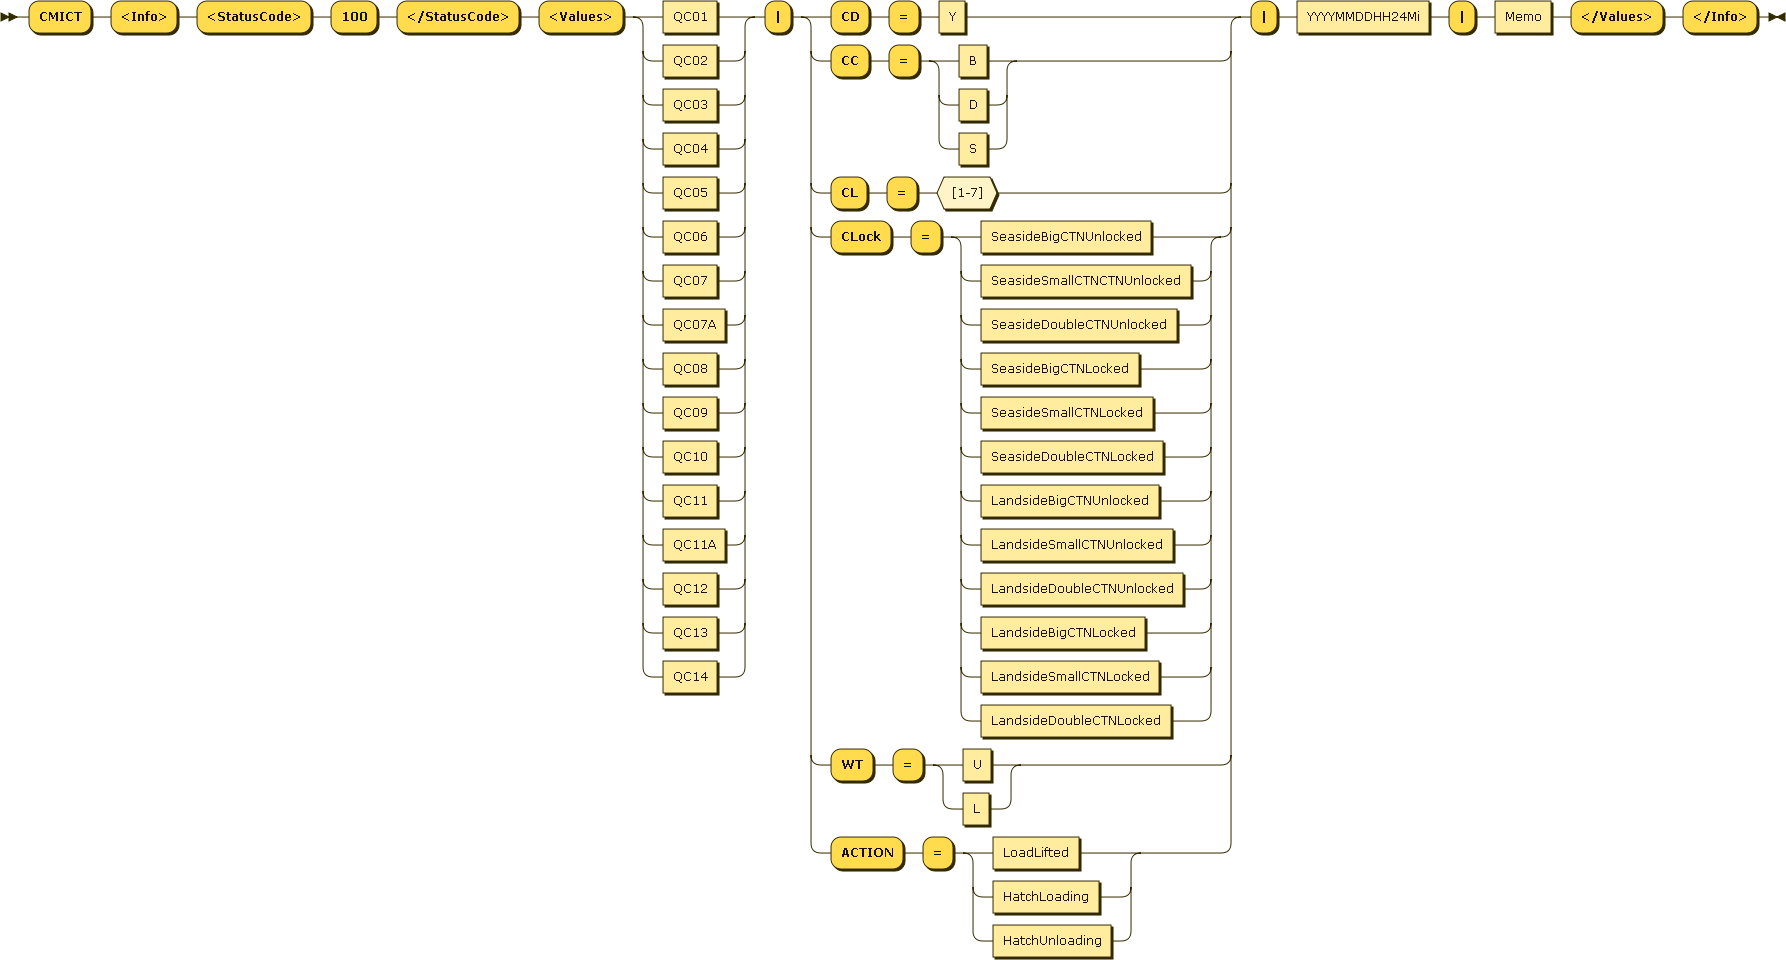 CMICT <Info> <StatusCode> 100 </StatusCode> <Values> QC01 | CD = Y | YYYYMMDDHH24Mi | Memo </Values> </Info>
QC02 CC = B
QC03 D
QC04 S
QC05 CL = [1-7]
QC06 CLock = SeasideBigCTNUnlocked
QC07 SeasideSmallCTNCTNUnlocked
QC07A SeasideDoubleCTNUnlocked
QC08 SeasideBigCTNLocked
QC09 SeasideSmallCTNLocked
QC10 SeasideDoubleCTNLocked
QC11 LandsideBigCTNUnlocked
QC11A LandsideSmallCTNUnlocked
QC12 LandsideDoubleCTNUnlocked
QC13 LandsideBigCTNLocked
QC14 LandsideSmallCTNLocked
LandsideDoubleCTNLocked
WT = U
L
ACTION = LoadLifted
HatchLoading
HatchUnloading